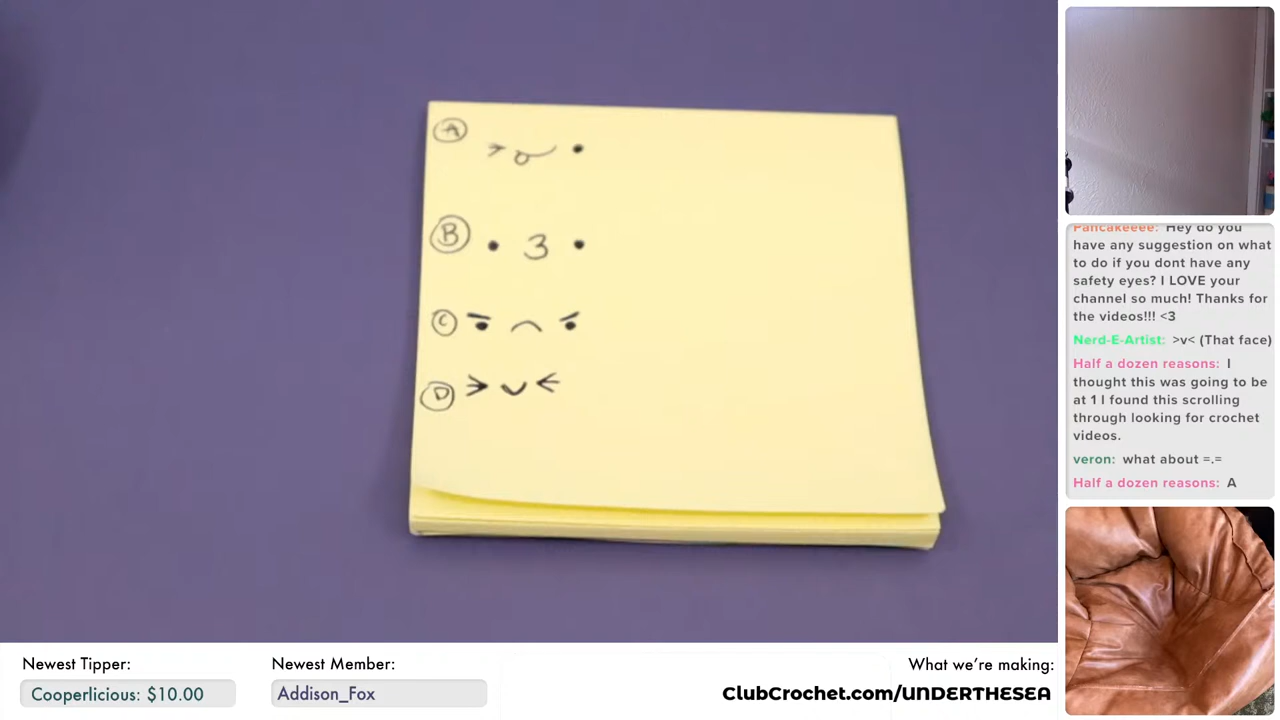 A
B • 3 •
C
D > v <
Pancakeeee: Hey do you
have any suggestion on what
to do if you dont have any
safety eyes? I LOVE your
channel so much! Thanks for
the videos!!! <3
Nerd-E-Artist: >v< (That face)
Half a dozen reasons: I
thought this was going to be
at 1 I found this scrolling
through looking for crochet
videos.
veron: what about =.=
Half a dozen reasons: A
Newest Tipper:
Cooperlicious: $10.00
Newest Member:
Addison_Fox
What we're making:
ClubCrochet.com/UNDERTHESEA